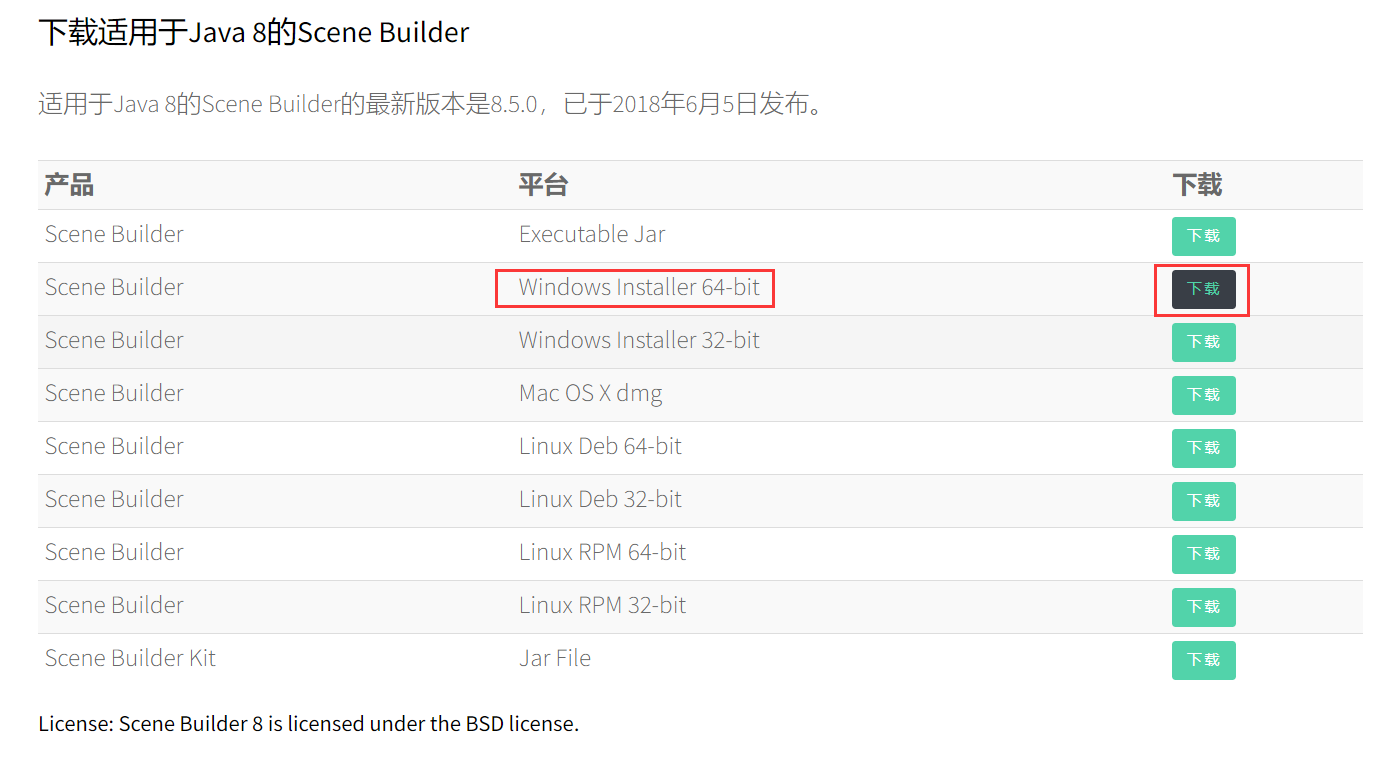 下载适用于Java 8的Scene Builder
适用于Java 8的Scene Builder的最新版本是8.5.0，已于2018年6月5日发布。
产品 平台 下载
Scene Builder Executable Jar 下载
Scene Builder Windows Installer 64-bit 下载
Scene Builder Windows Installer 32-bit 下载
Scene Builder Mac OS X dmg 下载
Scene Builder Linux Deb 64-bit 下载
Scene Builder Linux Deb 32-bit 下载
Scene Builder Linux RPM 64-bit 下载
Scene Builder Linux RPM 32-bit 下载
Scene Builder Kit Jar File 下载
License: Scene Builder 8 is licensed under the BSD license.